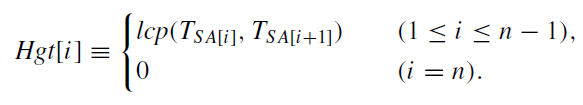 Hgt[i] ≡ { lcp(T_{SA[i]}, T_{SA[i+1]}) (1 ≤ i ≤ n − 1),
0 (i = n).